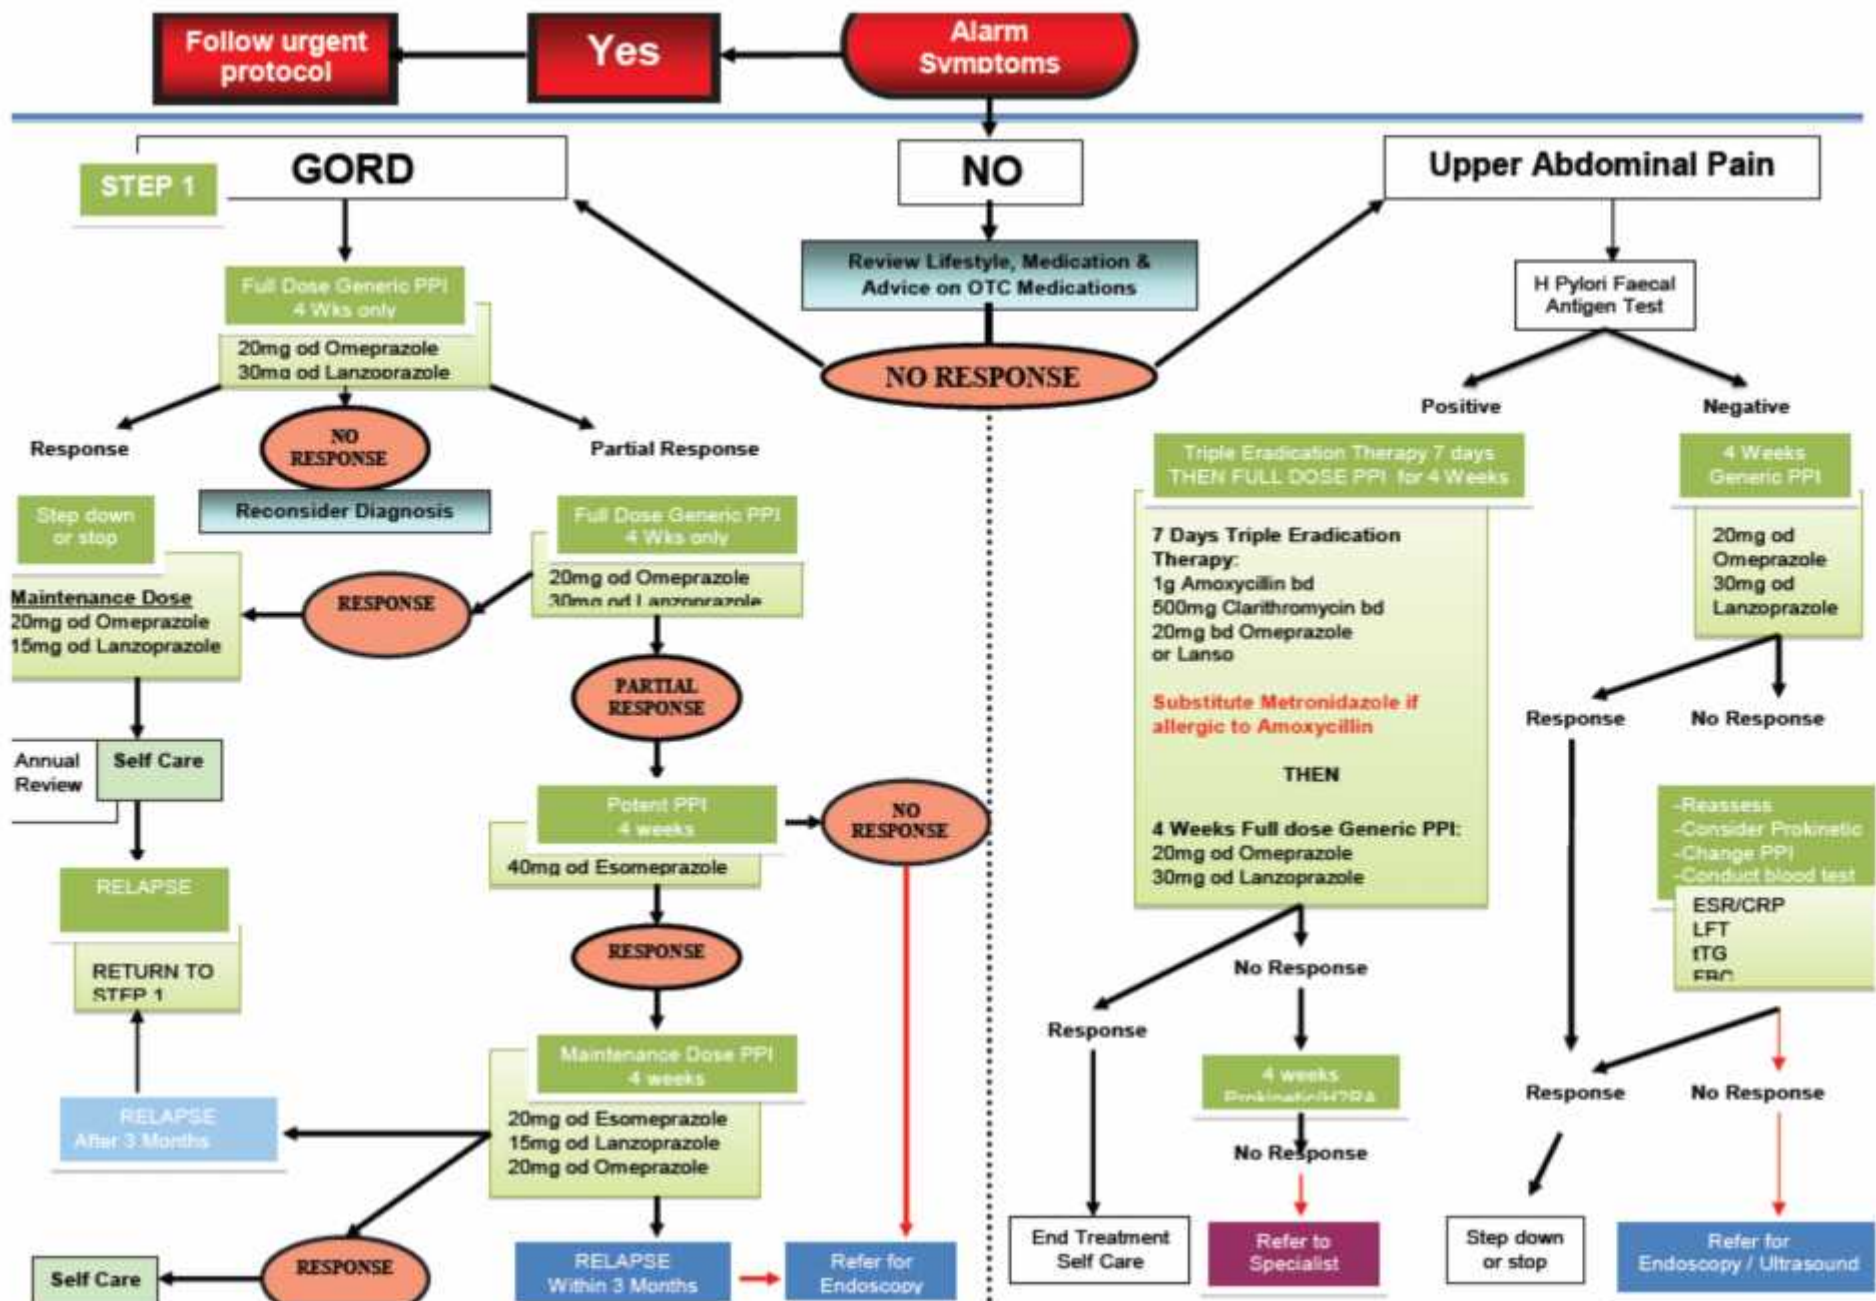 Follow urgent
protocol
Yes
Alarm
Symptoms
STEP 1
GORD
NO
Upper Abdominal Pain
Review Lifestyle, Medication &
Advice on OTC Medications
NO RESPONSE
Full Dose Generic PPI
4 Wks only
20mg od Omeprazole
30mg od Lanzoprazole
Response
NO
RESPONSE
Partial Response
Reconsider Diagnosis
Step down
or stop
Maintenance Dose
20mg od Omeprazole
15mg od Lanzoprazole
RESPONSE
Full Dose Generic PPI
4 Wks only
20mg od Omeprazole
30mg od Lanzoprazole
PARTIAL
RESPONSE
Annual
Review
Self Care
Potent PPI
4 weeks
40mg od Esomeprazole
NO
RESPONSE
RELAPSE
RETURN TO
STEP 1
RESPONSE
Maintenance Dose PPI
4 weeks
20mg od Esomeprazole
15mg od Lanzoprazole
20mg od Omeprazole
RELAPSE
After 3 Months
RESPONSE
Self Care
RELAPSE
Within 3 Months
Refer for
Endoscopy
H Pylori Faecal
Antigen Test
Positive
Negative
Triple Eradication Therapy 7 days
THEN FULL DOSE PPI for 4 Weeks
7 Days Triple Eradication
Therapy:
1g Amoxycillin bd
500mg Clarithromycin bd
20mg bd Omeprazole
or Lanso
Substitute Metronidazole if
allergic to Amoxycillin
THEN
4 Weeks Full dose Generic PPI:
20mg od Omeprazole
30mg od Lanzoprazole
Response
No Response
4 weeks
Prokinetic/H2RA
No Response
End Treatment
Self Care
Refer to
Specialist
4 Weeks
Generic PPI
20mg od
Omeprazole
30mg od
Lanzoprazole
Response
No Response
-Reassess
-Consider Prokinetic
-Change PPI
-Conduct blood test
ESR/CRP
LFT
tTG
FBC
Response
No Response
Step down
or stop
Refer for
Endoscopy / Ultrasound